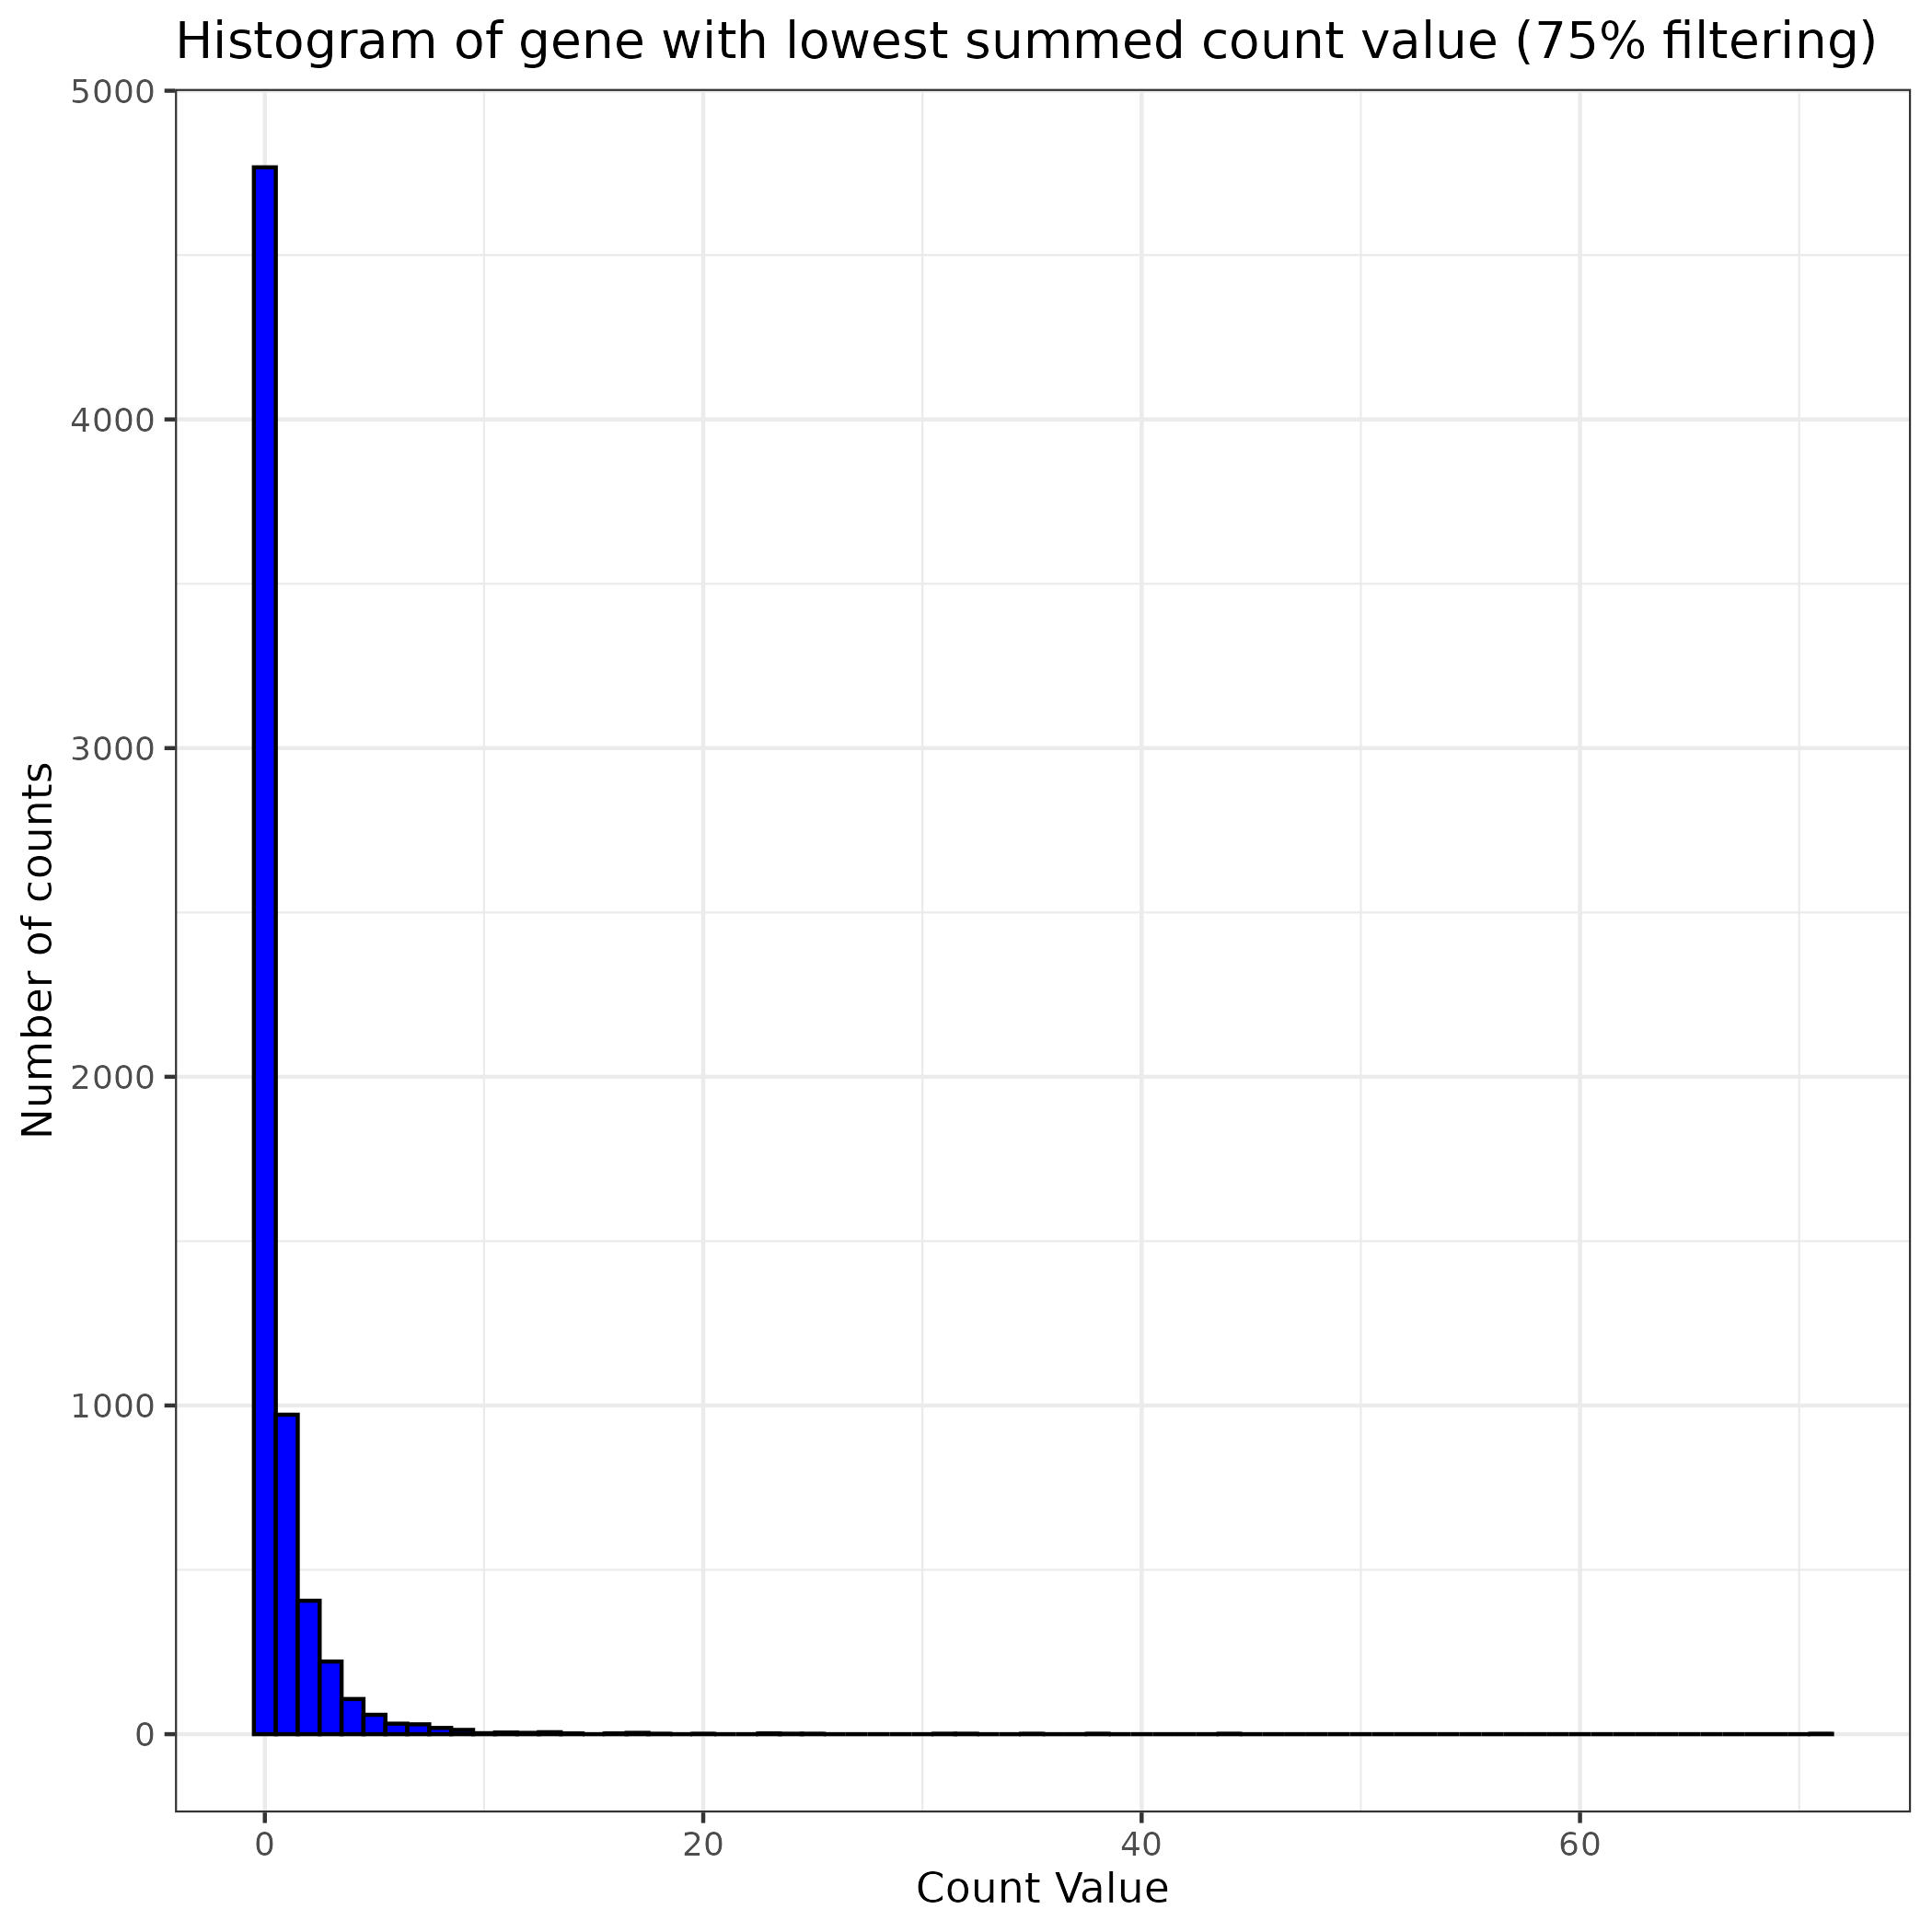 Histogram of gene with lowest summed count value (75% filtering)
5000
4000
3000
2000
1000
0
Number of counts
0 20 40 60
Count Value